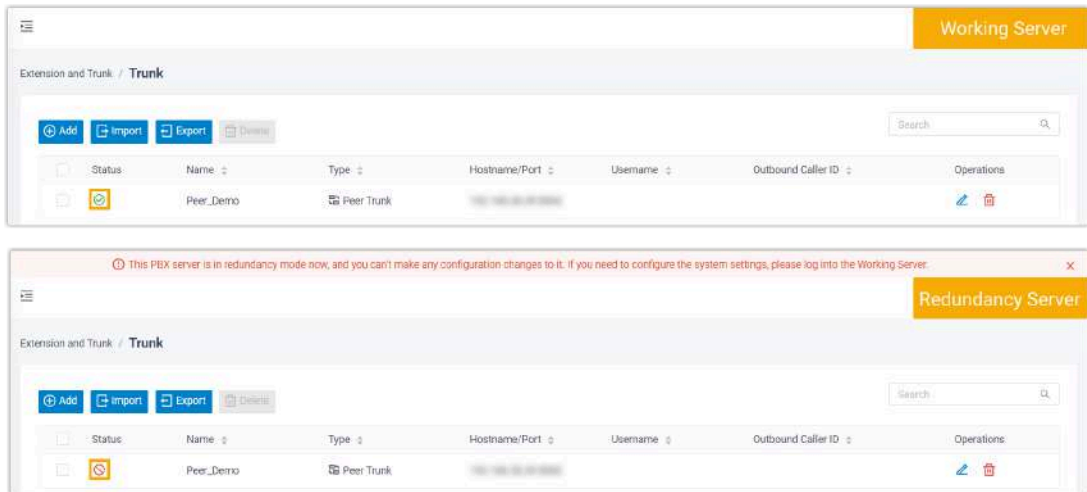 Working Server
Extension and Trunk / Trunk
Add Import Export Delete Search
Status Name Type Hostname/Port Username Outbound Caller ID Operations
Peer_Demo Peer Trunk
This PBX server is in redundancy mode now, and you can't make any configuration changes to it. If you need to configure the system settings, please log into the Working Server.
Redundancy Server
Extension and Trunk / Trunk
Add Import Export Delete Search
Status Name Type Hostname/Port Username Outbound Caller ID Operations
Peer_Demo Peer Trunk